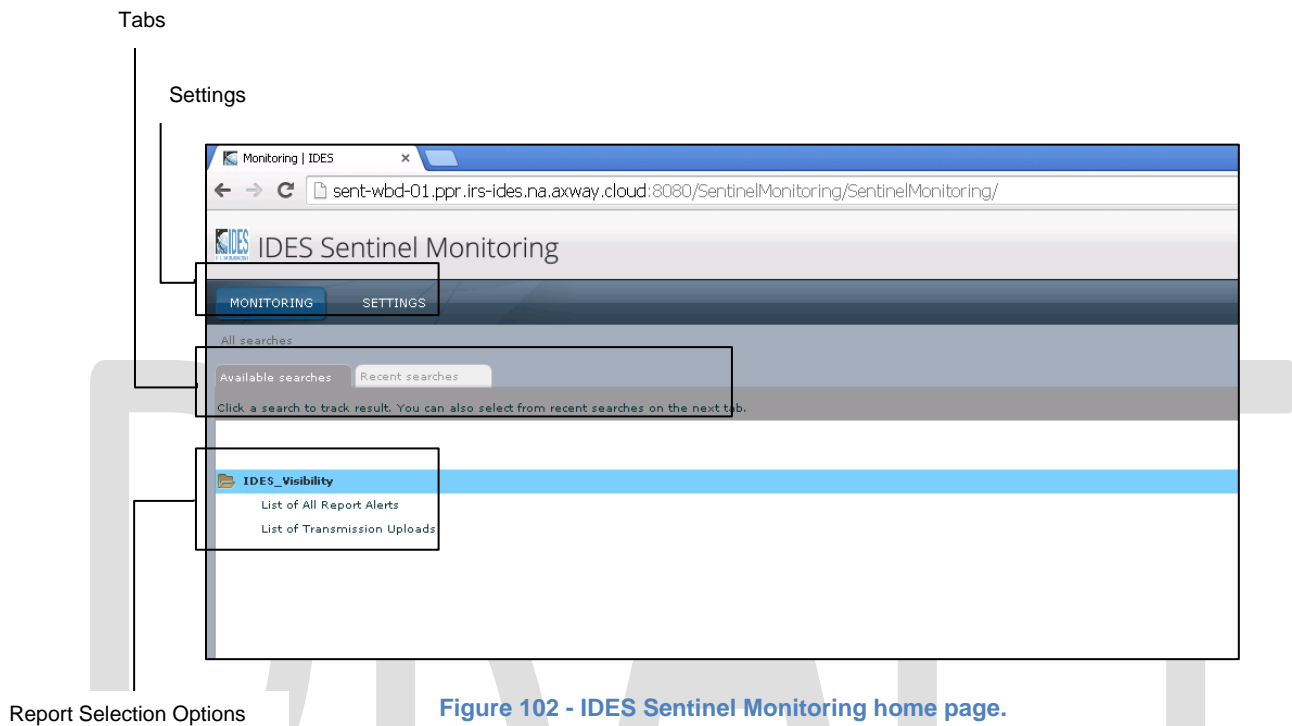 Tabs
Settings
Monitoring | IDES
sent-wbd-01.ppr.irs-ides.na.axway.cloud:8080/SentinelMonitoring/SentinelMonitoring/
IDES
IDES Sentinel Monitoring
MONITORING SETTINGS
All searches
Available searches Recent searches
Click a search to track result. You can also select from recent searches on the next tab.
IDES_Visibility
List of All Report Alerts
List of Transmission Uploads
Report Selection Options
Figure 102 - IDES Sentinel Monitoring home page.